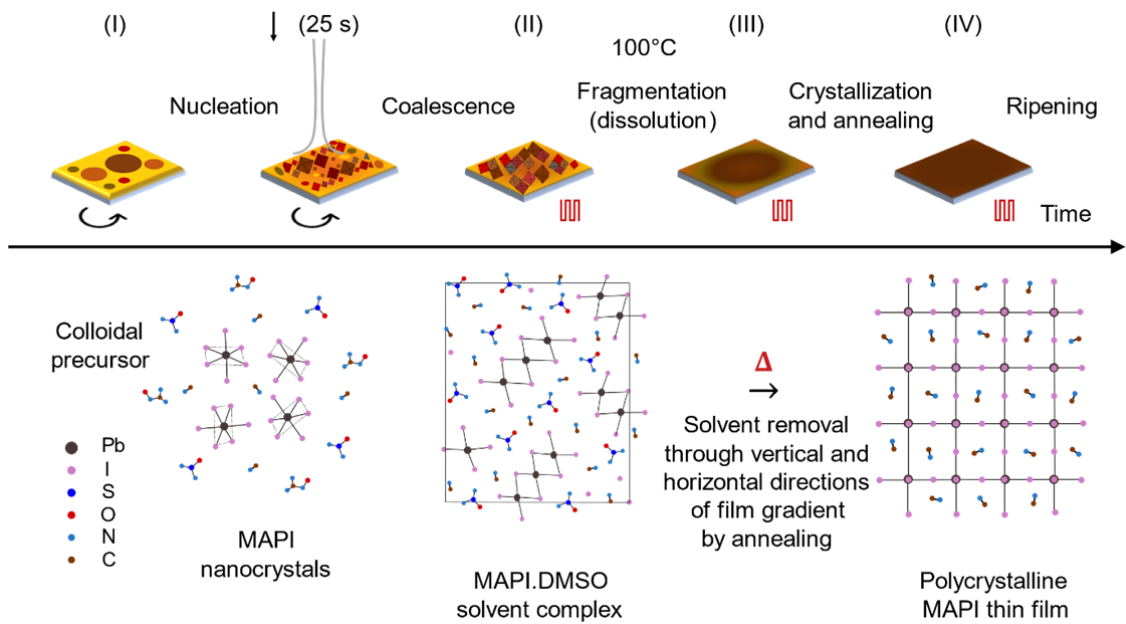 (I)
(25 s)
(II)
(III)
(IV)
100°C
Nucleation
Coalescence
Fragmentation
(dissolution)
Crystallization
and annealing
Ripening
Time
Colloidal
precursor
Pb
I
S
O
N
C
MAPI
nanocrystals
MAPI.DMSO
solvent complex
Δ
Solvent removal
through vertical and
horizontal directions
of film gradient
by annealing
Polycrystalline
MAPI thin film